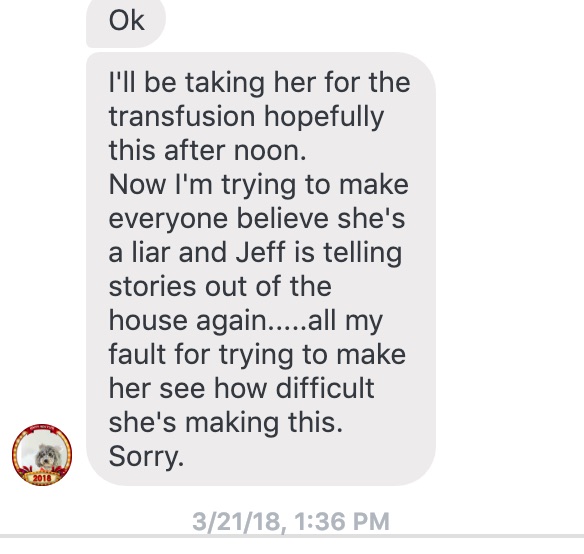 Ok
I'll be taking her for the
transfusion hopefully
this after noon.
Now I'm trying to make
everyone believe she's
a liar and Jeff is telling
stories out of the
house again.....all my
fault for trying to make
her see how difficult
she's making this.
Sorry.
2018
3/21/18, 1:36 PM